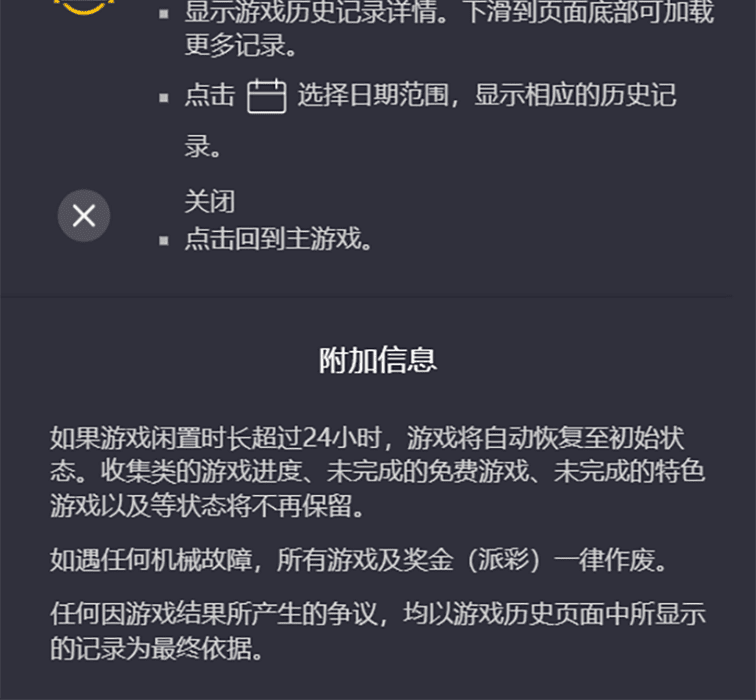 显示游戏历史记录详情。下滑到页面底部可加载
更多记录。
点击 选择日期范围，显示相应的历史记
录。
关闭
点击回到主游戏。
附加信息
如果游戏闲置时长超过24小时，游戏将自动恢复至初始状
态。收集类的游戏进度、未完成的免费游戏、未完成的特色
游戏以及等状态将不再保留。
如遇任何机械故障，所有游戏及奖金（派彩）一律作废。
任何因游戏结果所产生的争议，均以游戏历史页面中所显示
的记录为最终依据。